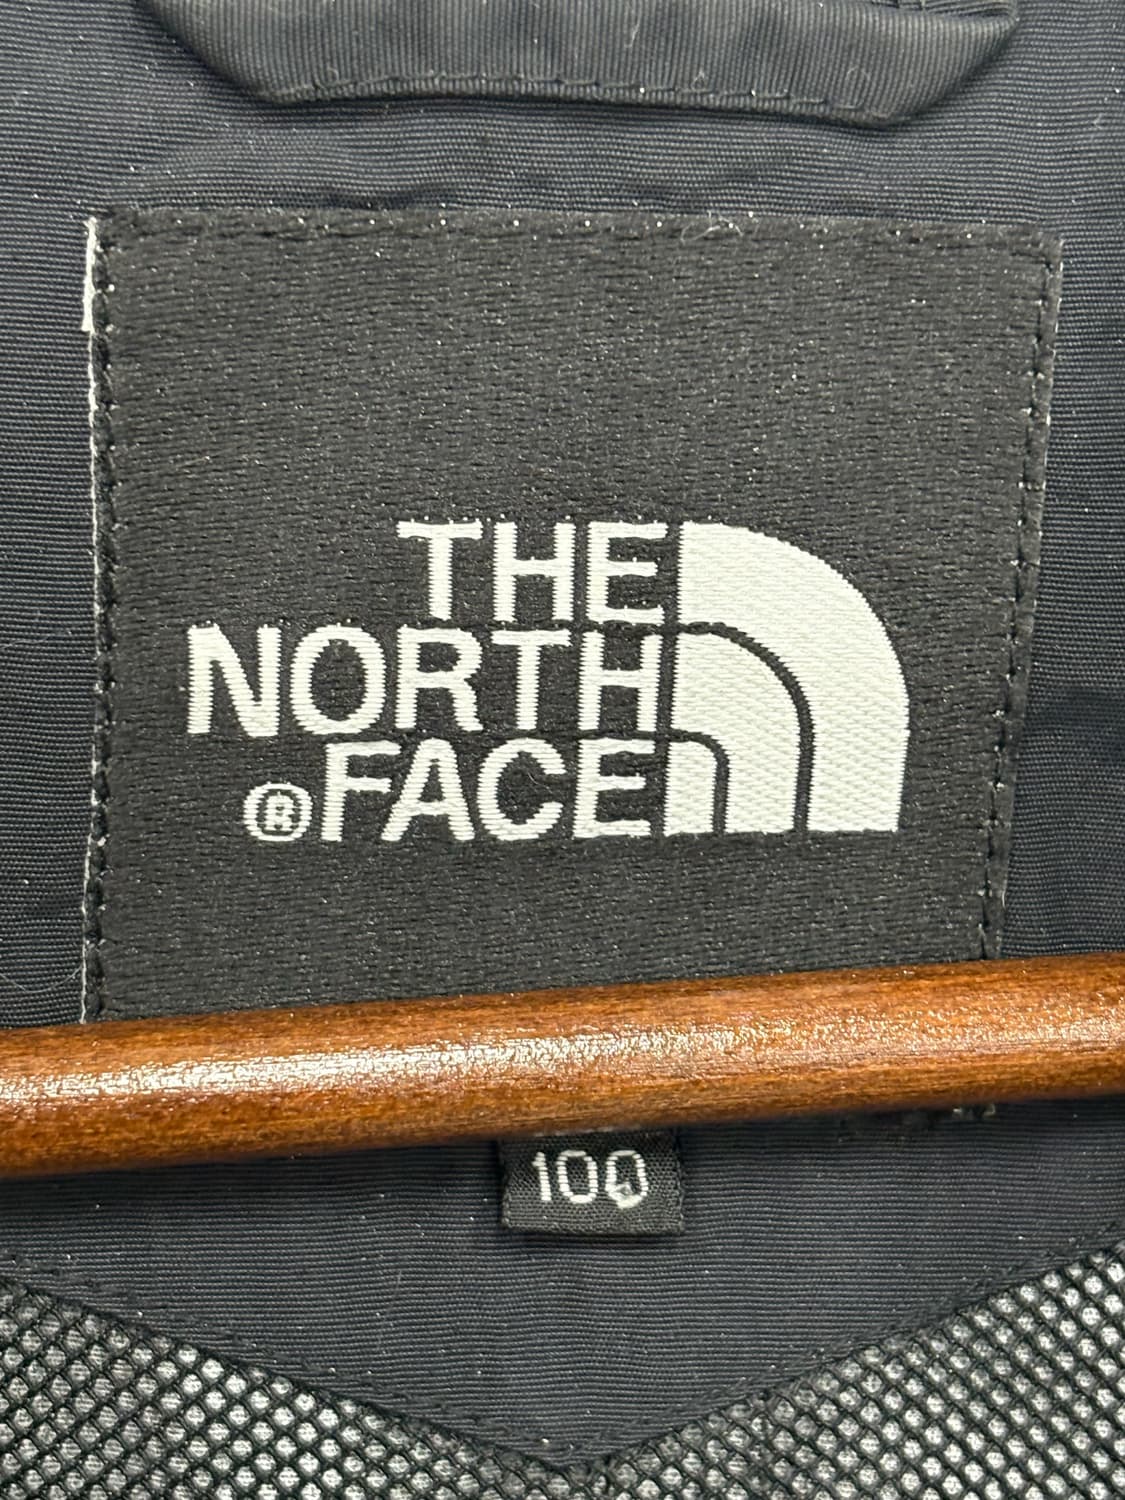 THE
NORTH
® FACE
100